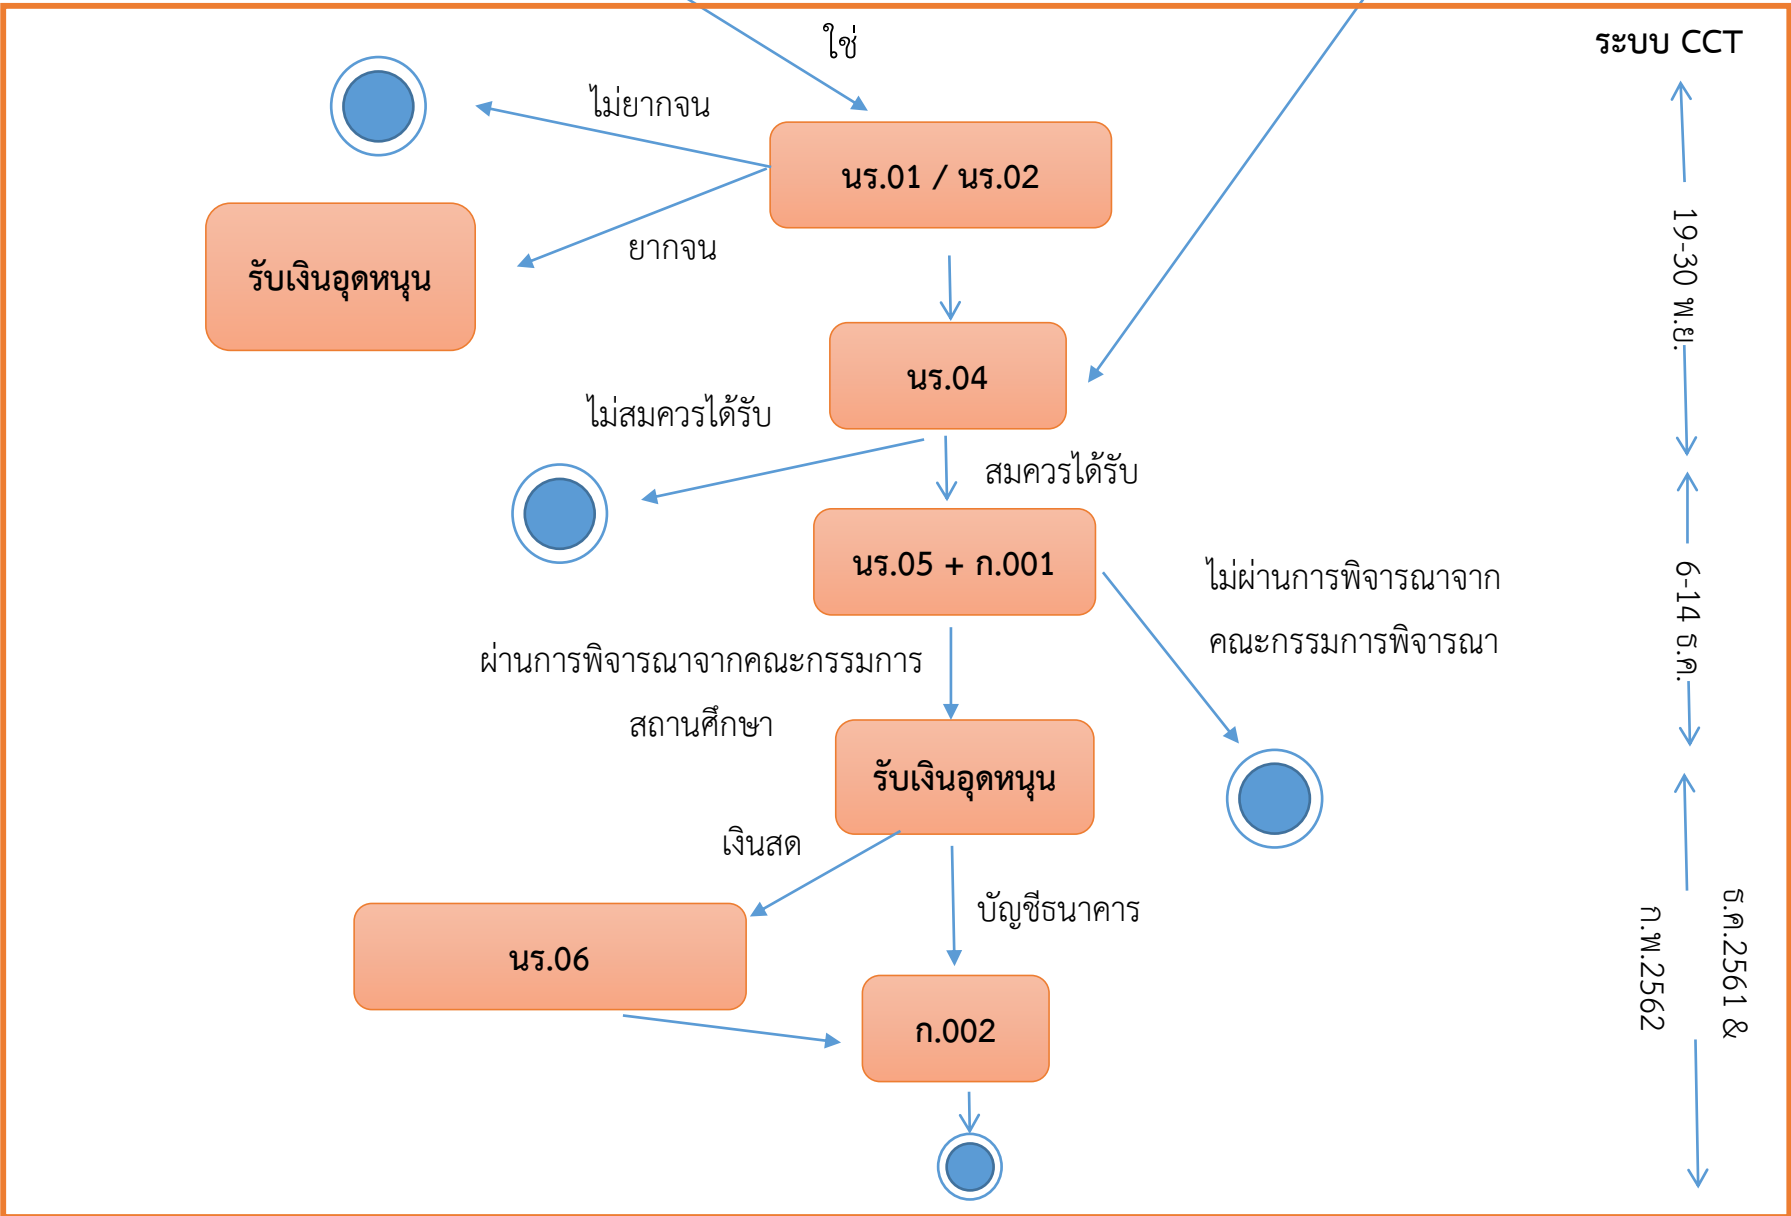 ใช่
ระบบ CCT
ไม่ยากจน
นร.01 / นร.02
ยากจน
รับเงินอุดหนุน
19-30 พ.ย.
นร.04
ไม่สมควรได้รับ
สมควรได้รับ
นร.05 + ก.001
ไม่ผ่านการพิจารณาจาก
คณะกรรมการพิจารณา
6-14 ธ.ค.
ผ่านการพิจารณาจากคณะกรรมการ
สถานศึกษา
รับเงินอุดหนุน
เงินสด
บัญชีธนาคาร
ธ.ค.2561 &
ก.พ.2562
นร.06
ก.002